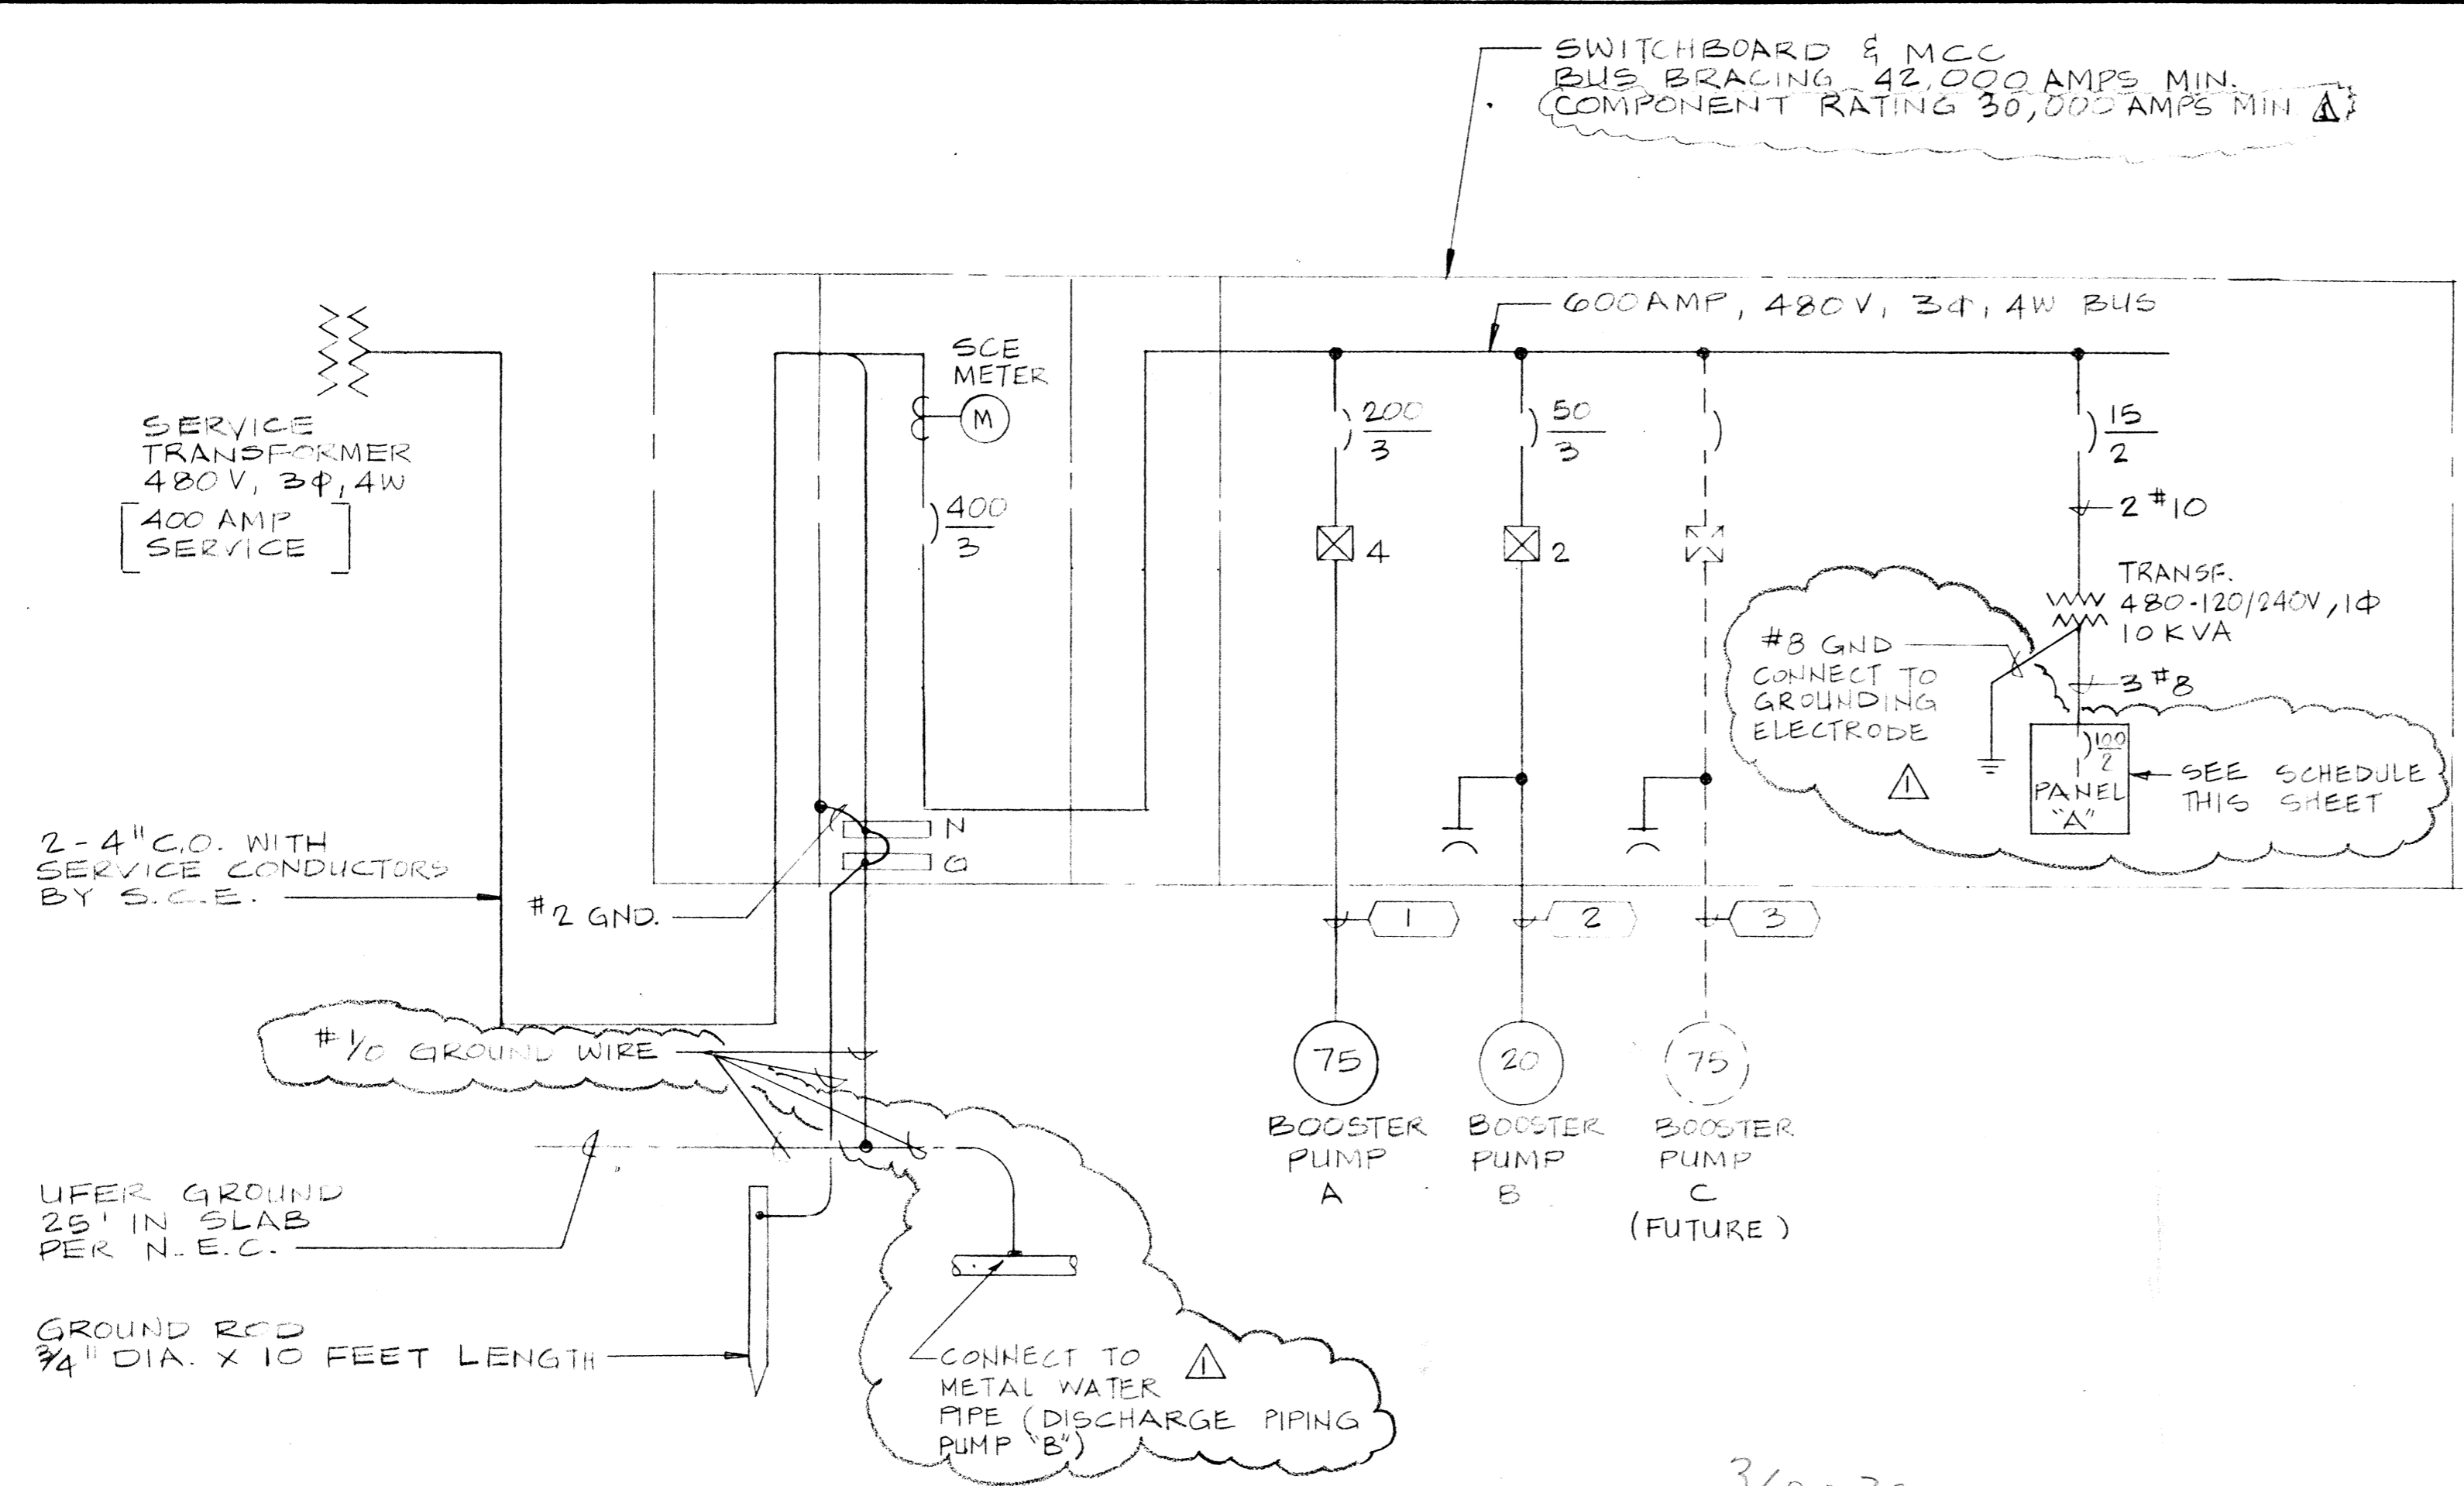 SWITCHBOARD & MCC
BUS BRACING 42,000 AMPS MIN.
COMPONENT RATING 30,000 AMPS MIN 1
600 AMP, 480 V, 3Φ, 4W BUS
SCE
METER
M
SERVICE
TRANSFORMER
480 V, 3Φ, 4W
400 AMP
SERVICE
400
3
200
3
50
3
15
2
4
2
2 #10
TRANSF.
480-120/240V, 1Φ
10 KVA
#8 GND
CONNECT TO
GROUNDING
ELECTRODE
1
3 #8
100
2
PANEL
"A"
SEE SCHEDULE
THIS SHEET
N
G
2-4" C.O. WITH
SERVICE CONDUCTORS
BY S.C.E.
#2 GND.
1
2
3
#1/0 GROUND WIRE
75
20
75
BOOSTER
PUMP
A
BOOSTER
PUMP
B
BOOSTER
PUMP
C
(FUTURE)
UFER GROUND
25' IN SLAB
PER N.E.C.
GROUND ROD
3/4" DIA. X 10 FEET LENGTH
CONNECT TO
METAL WATER
PIPE (DISCHARGE PIPING
PUMP "B")
1